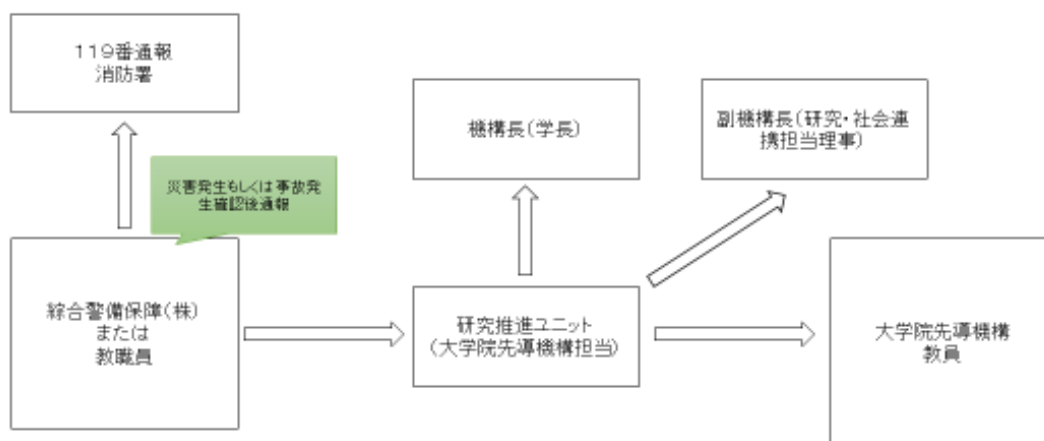 119番通報
消防署
災害発生もしくは事故発
生確認後通報
機構長(学長)
副機構長(研究・社会連
携担当理事)
綜合警備保障(株)
または
教職員
研究推進ユニット
(大学院先導機構担当)
大学院先導機構
教員